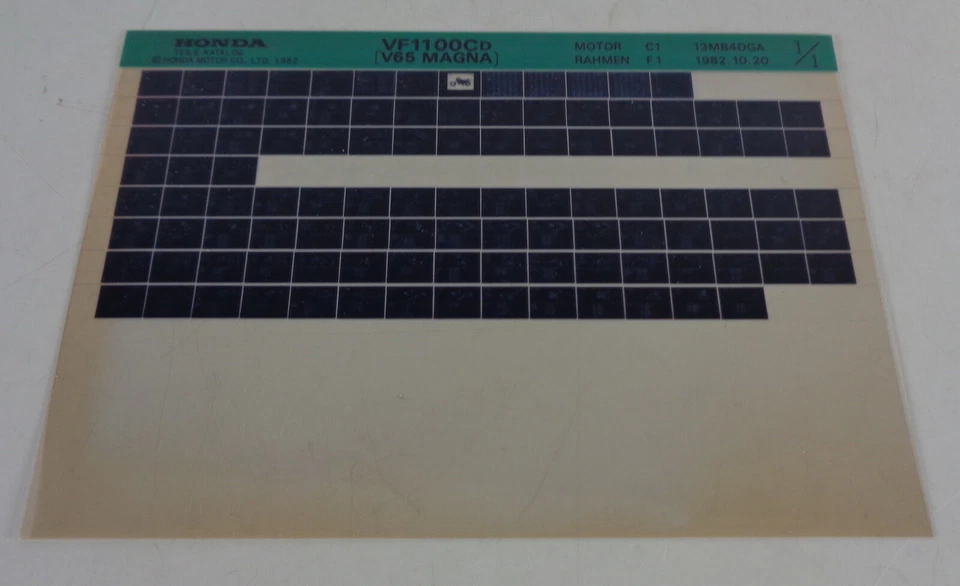 HONDA
TEILE-KATALOG
© HONDA MOTOR CO., LTD. 1982
VF1100CD
[V65 MAGNA]
MOTOR C1
RAHMEN F1
13MB4DGA
1982.10.20
1/1